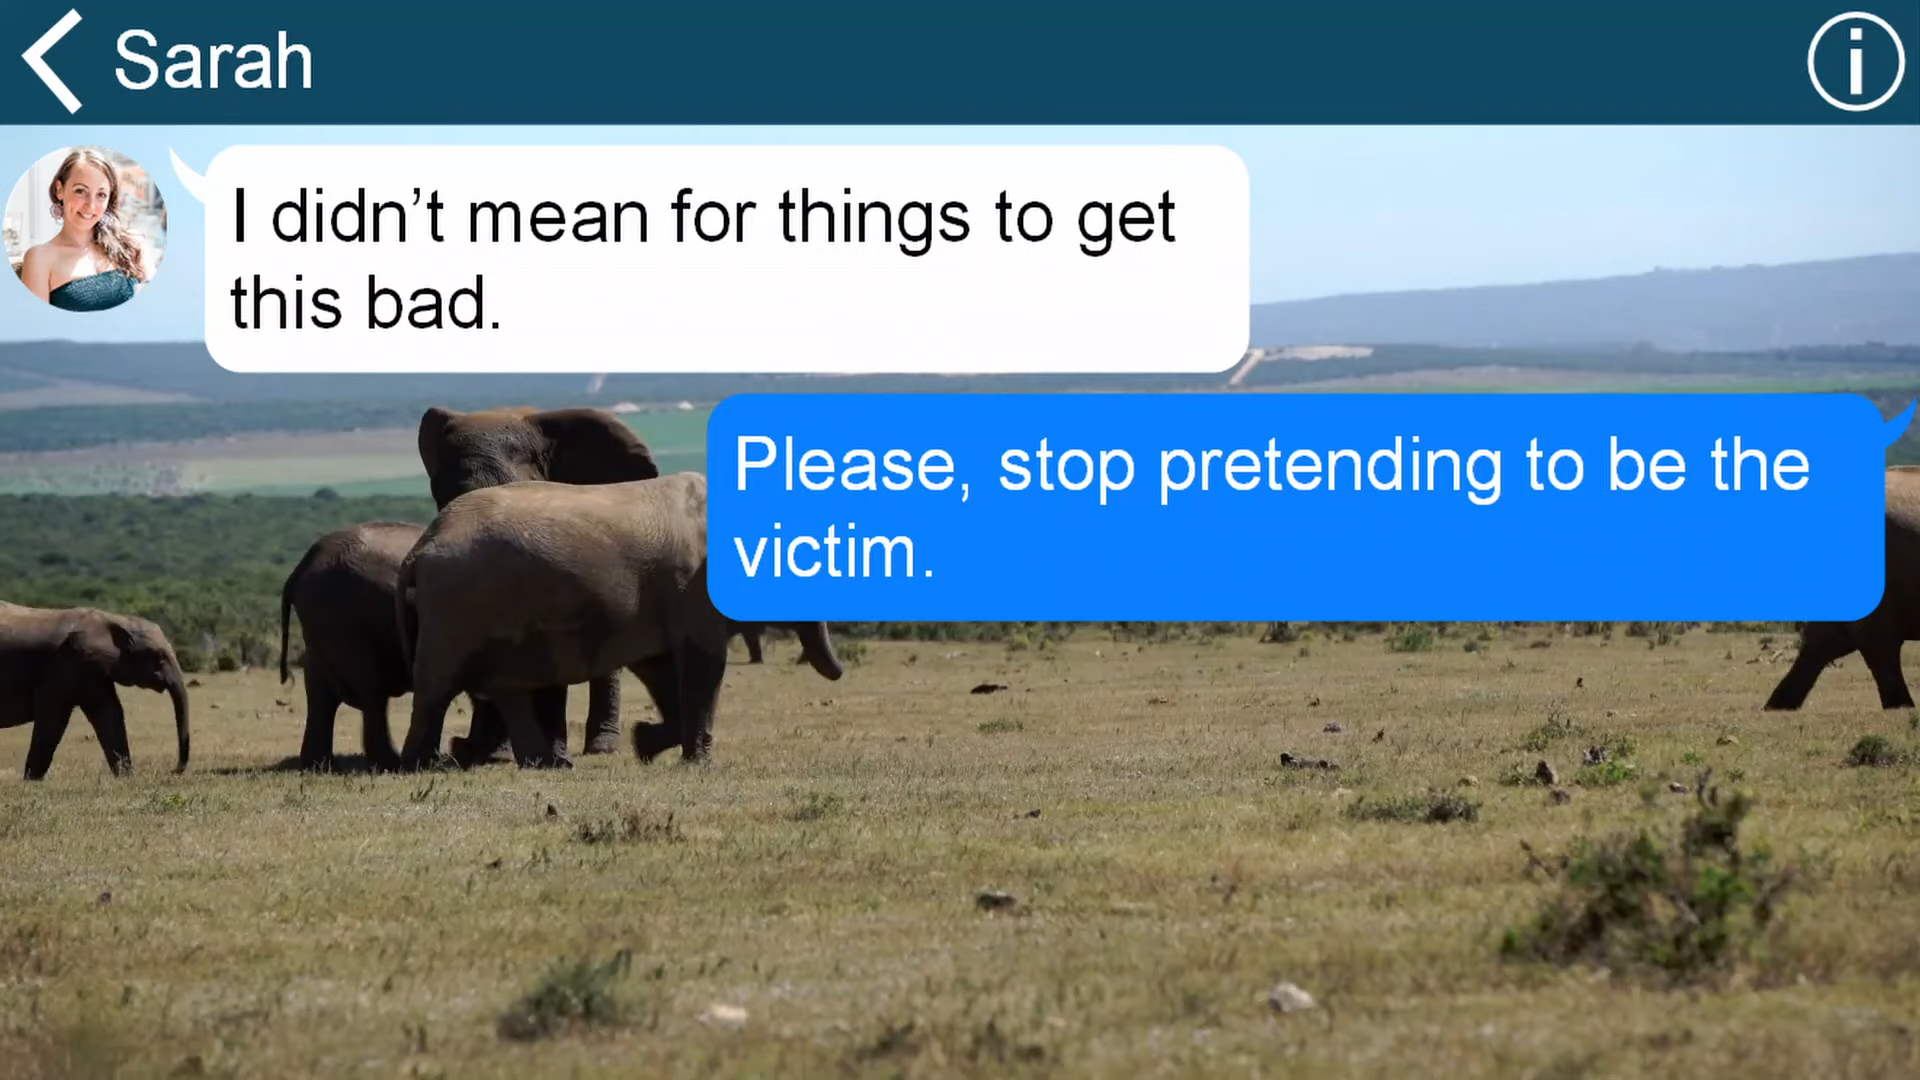 Sarah
I didn’t mean for things to get
this bad.
Please, stop pretending to be the
victim.